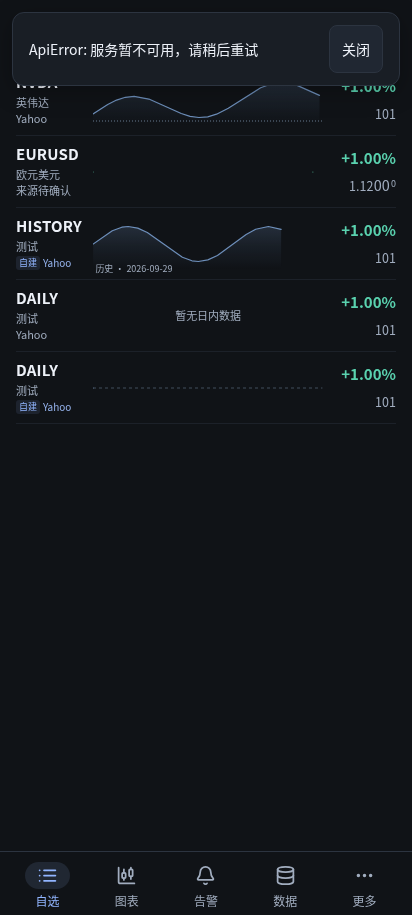 ApiError: 服务暂不可用，请稍后重试
关闭
NVDA
+1.00%
英伟达
Yahoo
101
EURUSD
+1.00%
欧元美元
来源待确认
1.1200⁰
HISTORY
+1.00%
测试
自建 Yahoo
101
历史 · 2026-09-29
DAILY
+1.00%
测试
Yahoo
暂无日内数据
101
DAILY
+1.00%
测试
自建 Yahoo
101
自选
图表
告警
数据
更多